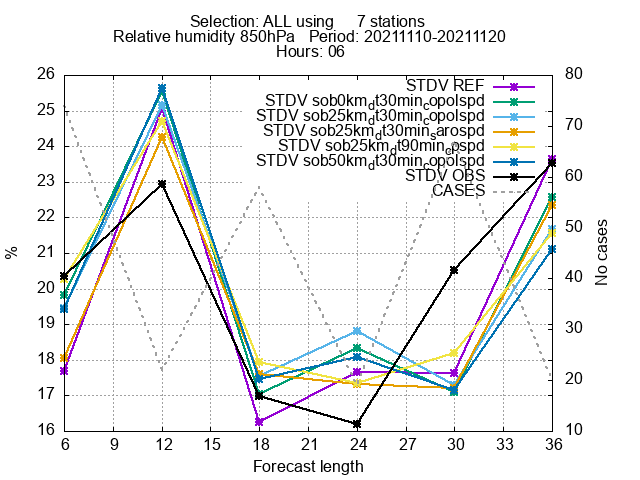 Selection: ALL using 7 stations
Relative humidity 850hPa Period: 20211110-20211120
Hours: 06
26
25
24
23
22
21
20
19
18
17
16
%
80
70
60
50
40
30
20
10
No cases
STDV REF
STDV sob0km_dt30min_copolspd
STDV sob25km_dt30min_copolspd
STDV sob25km_dt30min_sarospd
STDV sob50km_dt30min_copolspd
STDV OBS
CASES
6 9 12 15 18 21 24 27 30 33 36
Forecast length